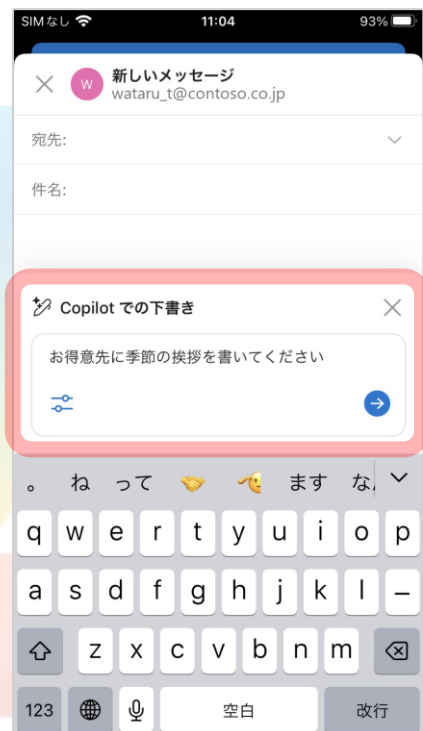 SIMなし
11:04
93%
W
新しいメッセージ
wataru_t@contoso.co.jp
宛先:
件名:
Copilot での下書き
お得意先に季節の挨拶を書いてください
。 ね って 🤝 🫡 ます
q w e r t y u i o p
a s d f g h j k l ー
z x c v b n m
123 空白 改行